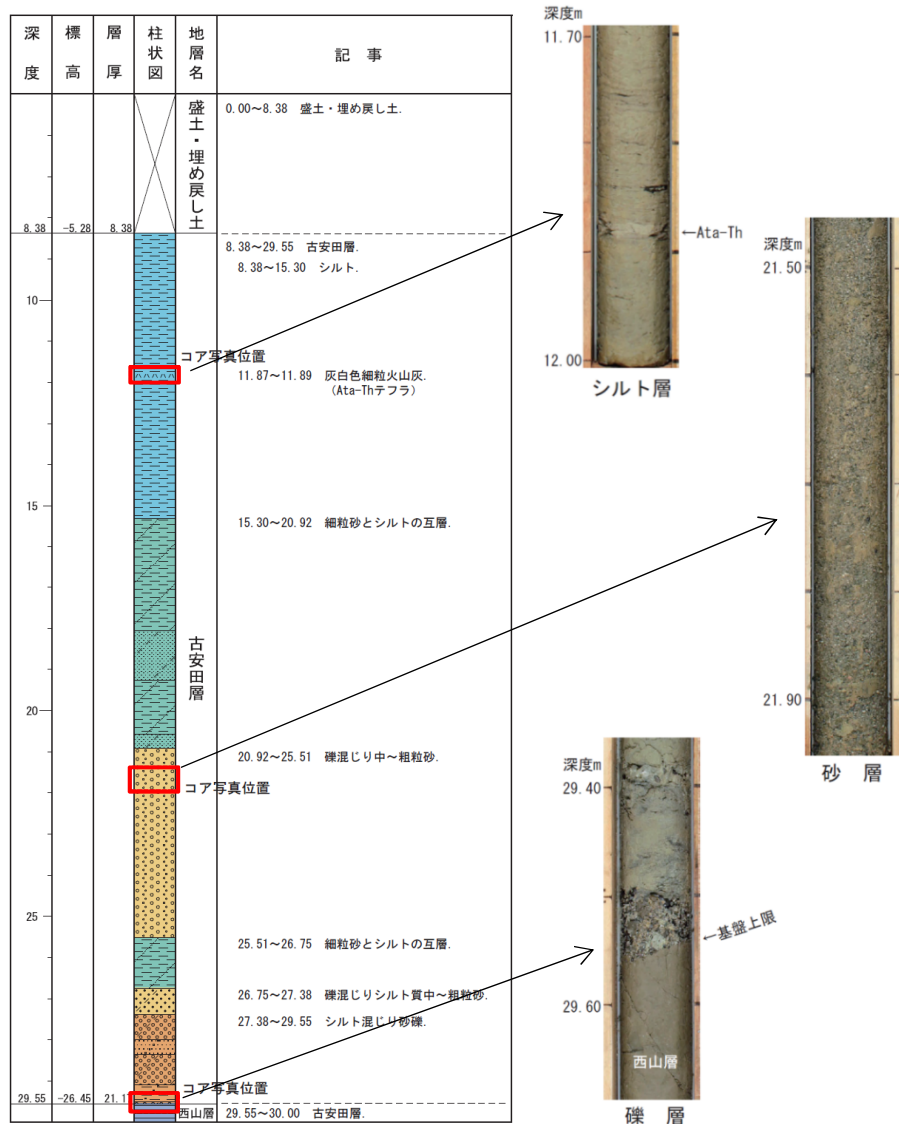 深度
標高
層厚
柱状図
地層名
記事
盛土・埋め戻し土
0.00~8.38 盛土・埋め戻し土.
8.38 -5.28 8.38
8.38~29.55 古安田層.
8.38~15.30 シルト.
10
コア写真位置
11.87~11.89 灰白色細粒火山灰.
(Ata-Thテフラ)
15
15.30~20.92 細粒砂とシルトの互層.
古安田層
20
20.92~25.51 礫混じり中~粗粒砂.
コア写真位置
25
25.51~26.75 細粒砂とシルトの互層.
26.75~27.38 礫混じりシルト質中~粗粒砂.
27.38~29.55 シルト混じり砂礫.
コア写真位置
29.55 -26.45 21.1
西山層
29.55~30.00 古安田層.
深度m
11.70
←Ata-Th
12.00
シルト層
深度m
21.50
21.90
砂 層
深度m
29.40
←基盤上限
29.60
西山層
礫 層